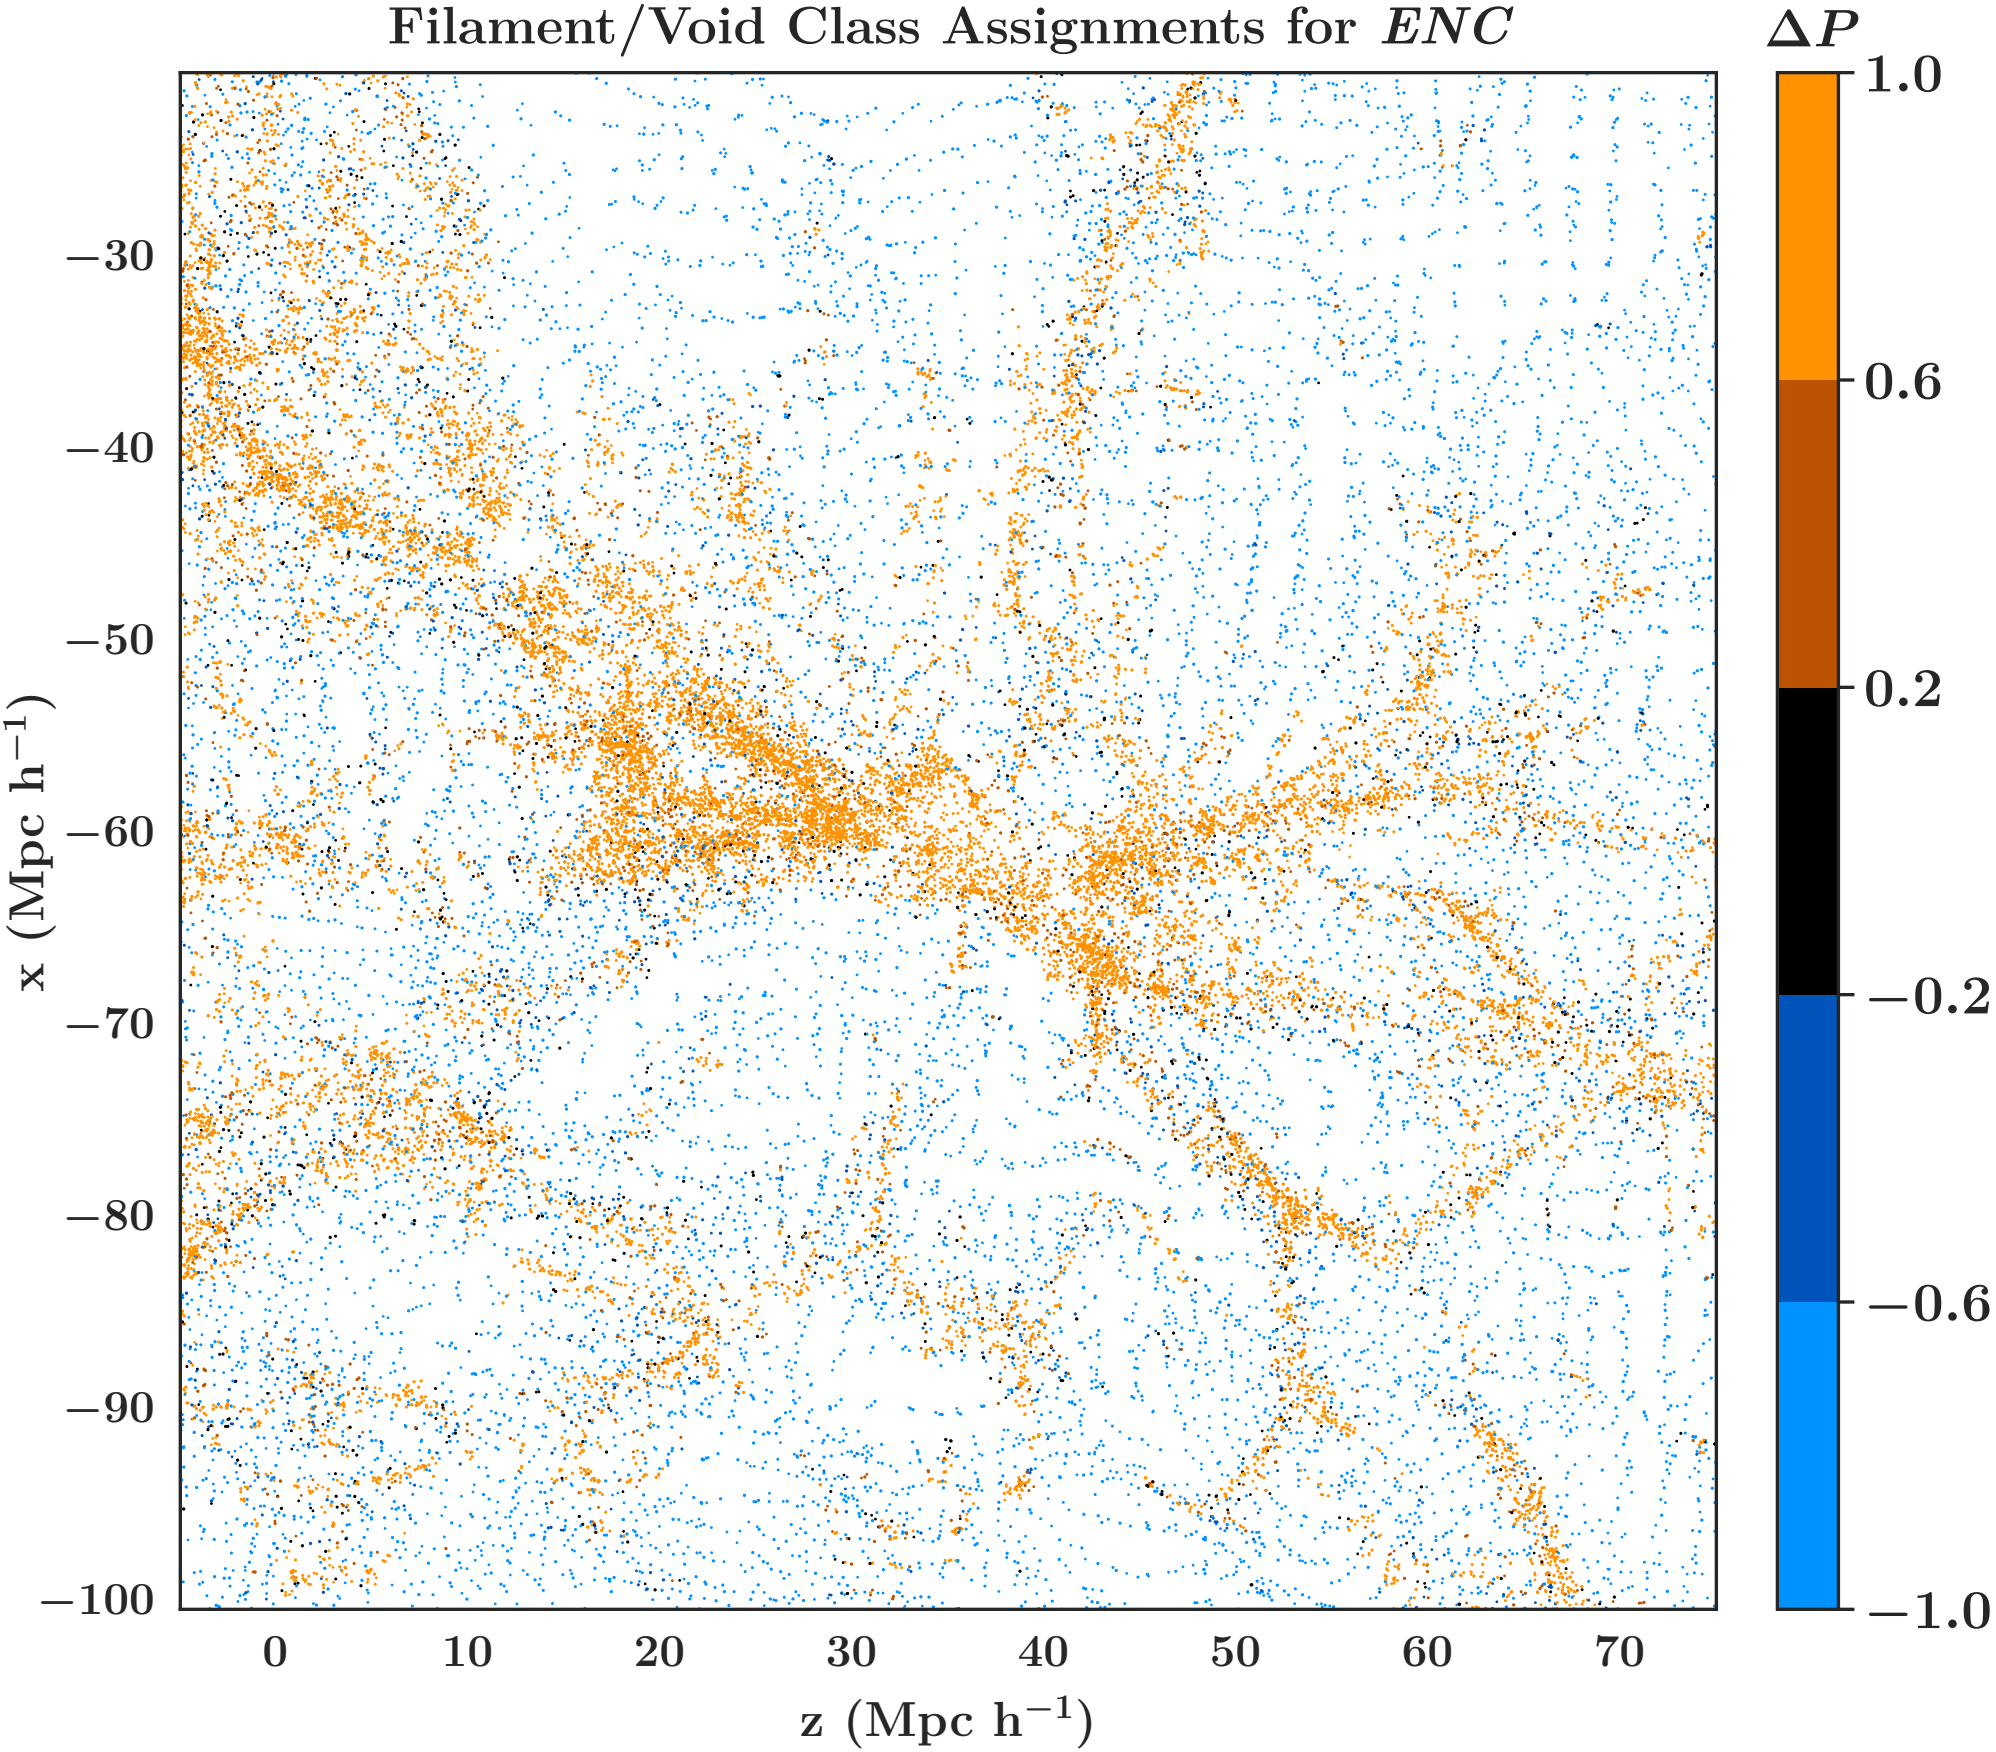 Filament/Void Class Assignments for ENC
ΔP
1.0
0.6
0.2
−0.2
−0.6
−1.0
−30
−40
−50
−60
−70
−80
−90
−100
x (Mpc h⁻¹)
0 10 20 30 40 50 60 70
z (Mpc h⁻¹)